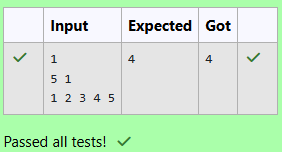 Input Expected Got
1 4 4
5 1
1 2 3 4 5
Passed all tests!